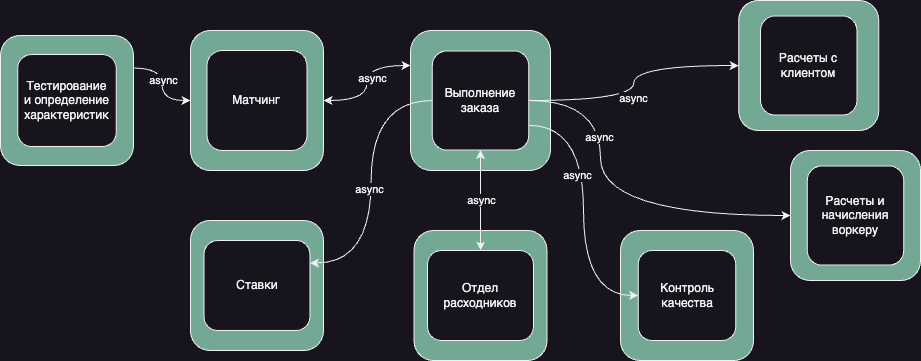 Тестирование
и определение
характеристик
async
Матчинг
async
Выполнение
заказа
async
Расчеты с
клиентом
async
async
async
async
async
Расчеты и
начисления
воркеру
Ставки
Отдел
расходников
Контроль
качества